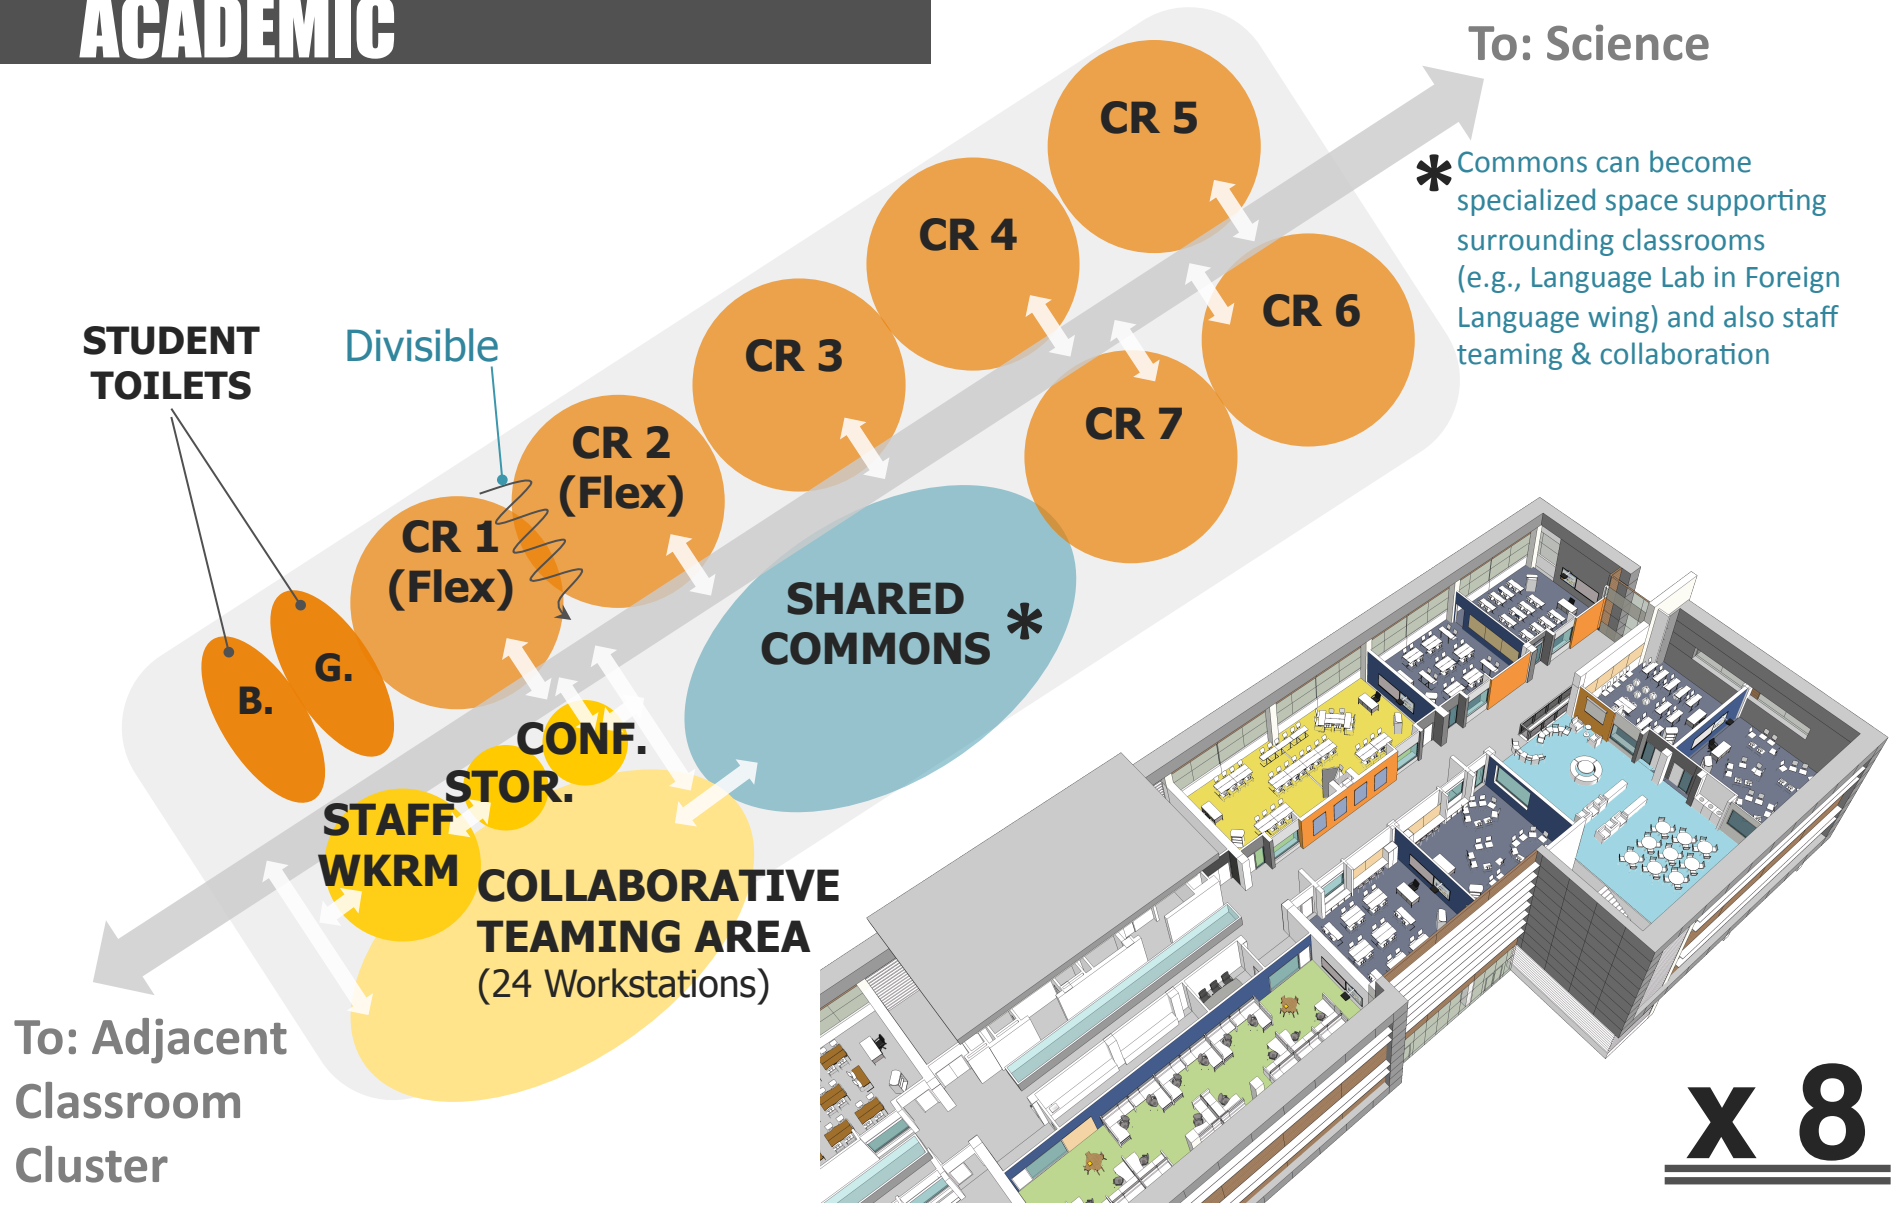 ACADEMIC
To: Science
CR 5
* Commons can become
specialized space supporting
surrounding classrooms
(e.g., Language Lab in Foreign
Language wing) and also staff
teaming & collaboration
CR 4
CR 6
STUDENT
TOILETS
Divisible
CR 3
CR 7
CR 2
(Flex)
CR 1
(Flex)
SHARED
COMMONS *
G.
B.
CONF.
STOR.
STAFF
WKRM
COLLABORATIVE
TEAMING AREA
(24 Workstations)
To: Adjacent
Classroom
Cluster
x 8